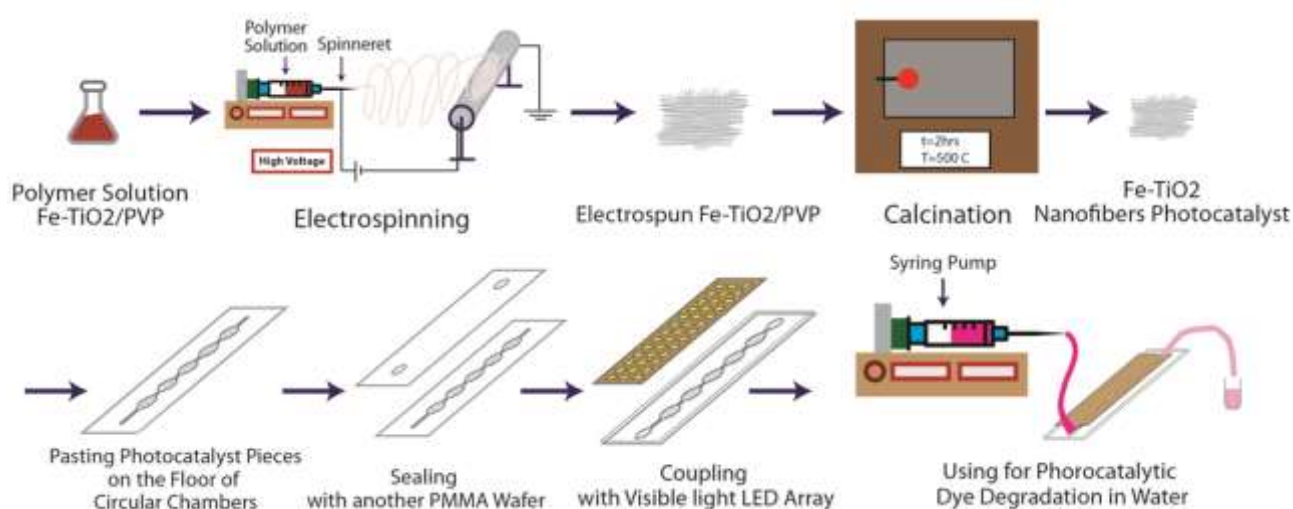 Polymer
Solution
Spinneret
High Voltage
t=2hrs
T=500 C
Polymer Solution
Fe-TiO2/PVP
Electrospinning
Electrospun Fe-TiO2/PVP
Calcination
Fe-TiO2
Nanofibers Photocatalyst
Syring Pump
Pasting Photocatalyst Pieces
on the Floor of
Circular Chambers
Sealing
with another PMMA Wafer
Coupling
with Visible light LED Array
Using for Phorocatalytic
Dye Degradation in Water